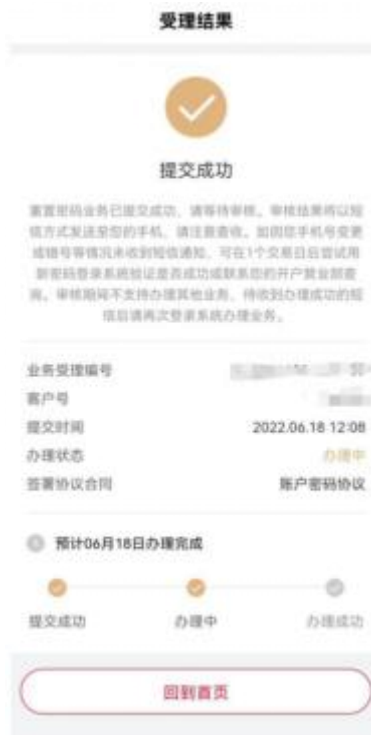 受理结果
提交成功
重置密码业务已提交成功，请等待审核。审核结果将以短
信方式发送至您的手机，请注意查收。如因您手机号变更
或错号等情况未收到短信通知，可在1个交易日后尝试用
新密码登录系统验证是否成功或联系您的开户营业部查
询。审核期间不支持办理其他业务，待收到办理成功的短
信后请再次登录系统办理业务。
业务受理编号
客户号
提交时间 2022.06.18 12:08
办理状态 办理中
签署协议合同 账户密码协议
预计06月18日办理完成
提交成功 办理中 办理成功
回到首页